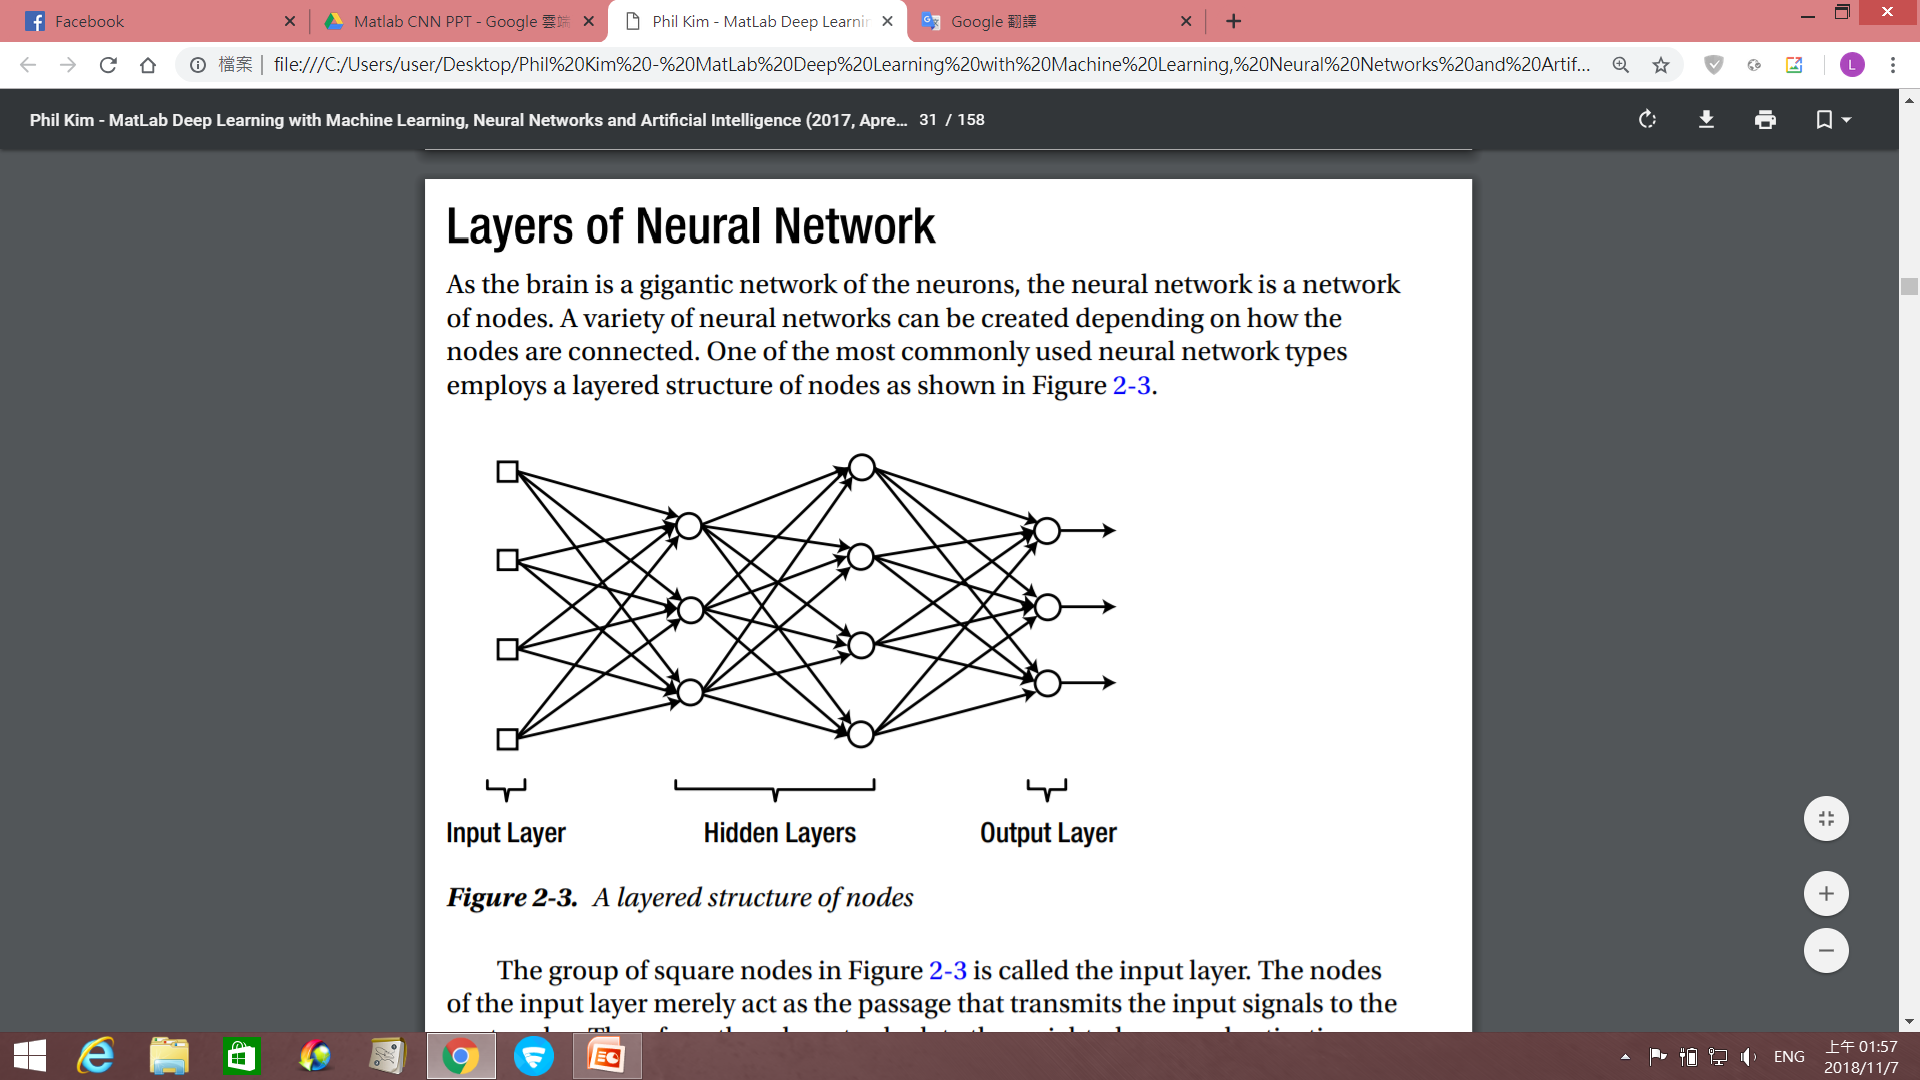 Facebook
Matlab CNN PPT - Google 雲端
Phil Kim - MatLab Deep Learnin
Google 翻譯
檔案
file:///C:/Users/user/Desktop/Phil%20Kim%20-%20MatLab%20Deep%20Learning%20with%20Machine%20Learning,%20Neural%20Networks%20and%20Artif...
L
Phil Kim - MatLab Deep Learning with Machine Learning, Neural Networks and Artificial Intelligence (2017, Apre... 31 / 158
Layers of Neural Network
As the brain is a gigantic network of the neurons, the neural network is a network
of nodes. A variety of neural networks can be created depending on how the
nodes are connected. One of the most commonly used neural network types
employs a layered structure of nodes as shown in Figure 2-3.
Input Layer Hidden Layers Output Layer
Figure 2-3. A layered structure of nodes
The group of square nodes in Figure 2-3 is called the input layer. The nodes
of the input layer merely act as the passage that transmits the input signals to the
ENG
上午 01:57
2018/11/7